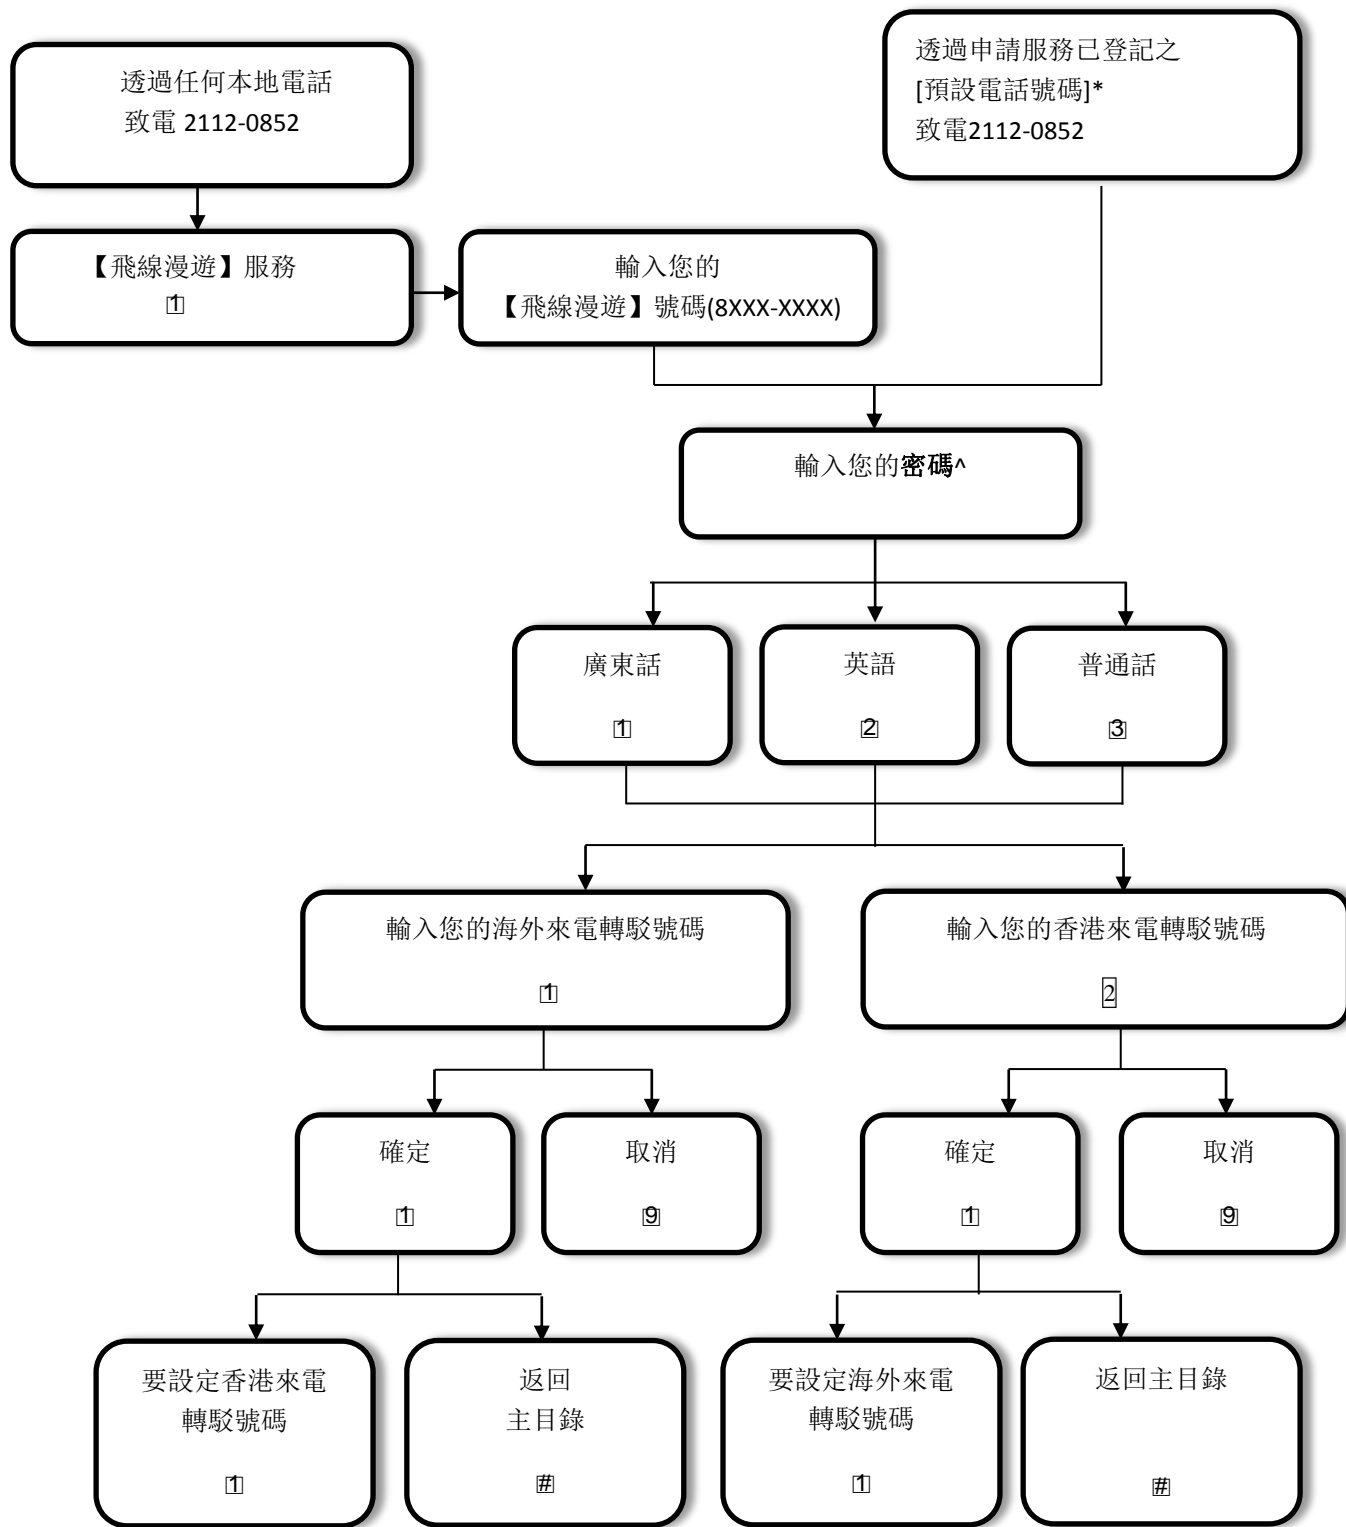 透過任何本地電話
致電 2112-0852
透過申請服務已登記之
[預設電話號碼]*
致電2112-0852
【飛線漫遊】服務
1
輸入您的
【飛線漫遊】號碼(8XXX-XXXX)
輸入您的密碼^
廣東話
1
英語
2
普通話
3
輸入您的海外來電轉駁號碼
1
輸入您的香港來電轉駁號碼
2
確定
1
取消
9
確定
1
取消
9
要設定香港來電
轉駁號碼
1
返回
主目錄
#
要設定海外來電
轉駁號碼
1
返回主目錄
#